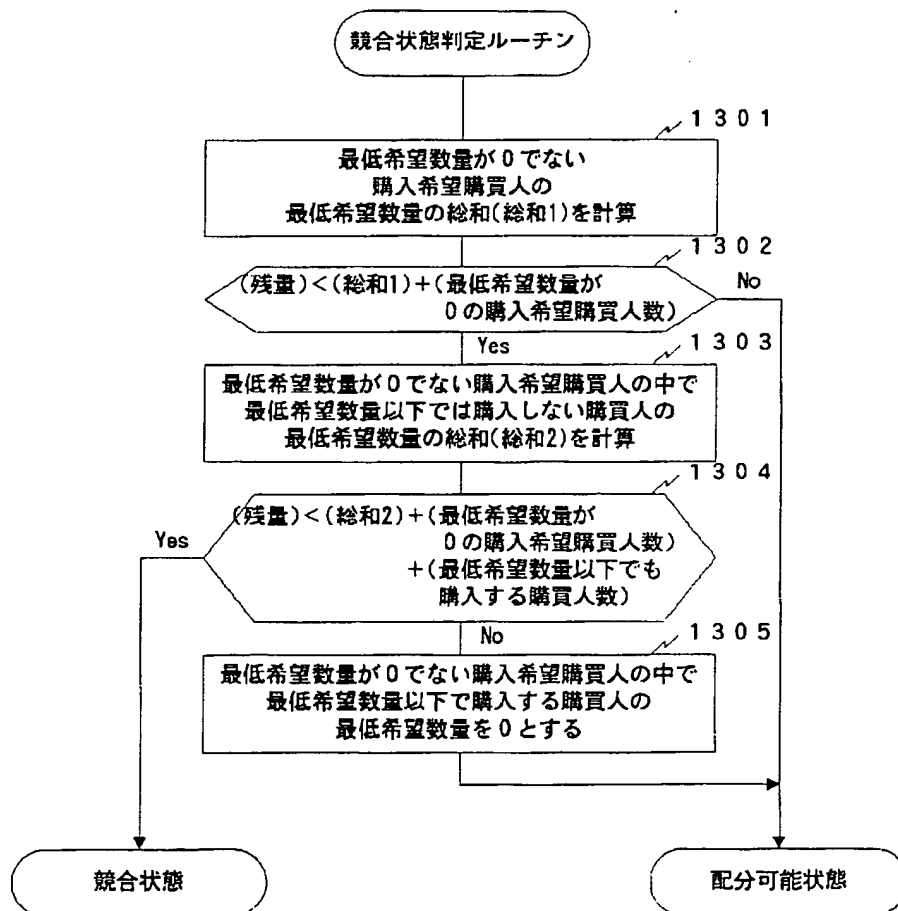 競合状態判定ルーチン
1301
最低希望数量が0でない
購入希望購買人の
最低希望数量の総和(総和1)を計算
1302
(残量)<(総和1)+(最低希望数量が
0の購入希望購買人数)
No
Yes
1303
最低希望数量が0でない購入希望購買人の中で
最低希望数量以下では購入しない購買人の
最低希望数量の総和(総和2)を計算
1304
(残量)<(総和2)+(最低希望数量が
0の購入希望購買人数)
+(最低希望数量以下でも
購入する購買人数)
Yes
No
1305
最低希望数量が0でない購入希望購買人の中で
最低希望数量以下で購入する購買人の
最低希望数量を0とする
競合状態
配分可能状態